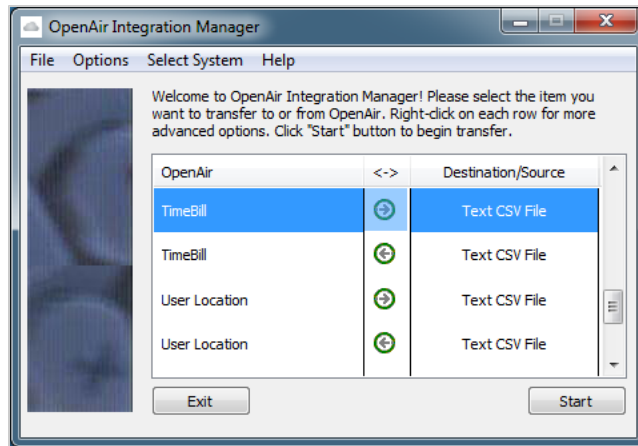 OpenAir Integration Manager
File Options Select System Help
Welcome to OpenAir Integration Manager! Please select the item you
want to transfer to or from OpenAir. Right-click on each row for more
advanced options. Click "Start" button to begin transfer.
OpenAir <-> Destination/Source
TimeBill Text CSV File
TimeBill Text CSV File
User Location Text CSV File
User Location Text CSV File
Exit Start